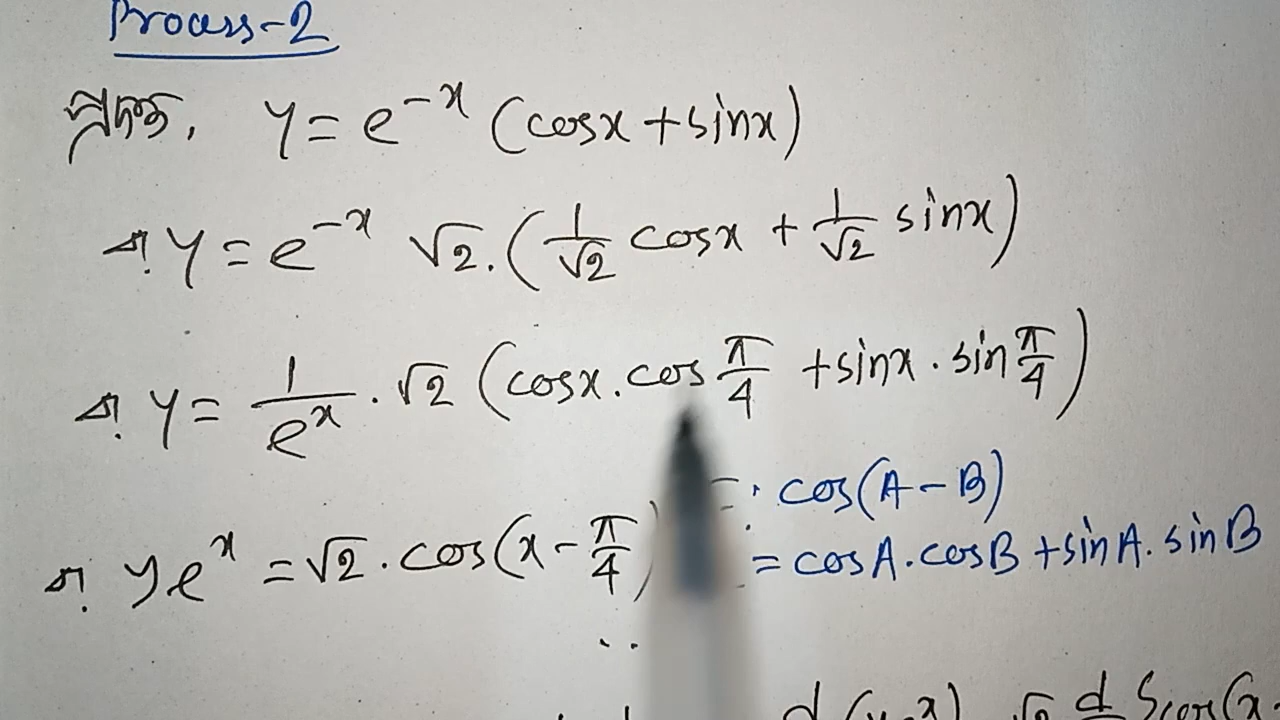 Process-2
প্রদত্ত, y = e^{-x} (cosx + sinx)
বা, y = e^{-x} √2 . (1/√2 cosx + 1/√2 sinx)
বা, y = 1/e^x . √2 (cosx . cos π/4 + sinx . sin π/4)
∵ cos(A - B)
বা, ye^x = √2 . cos(x - π/4)
= cosA . cosB + sinA . sinB